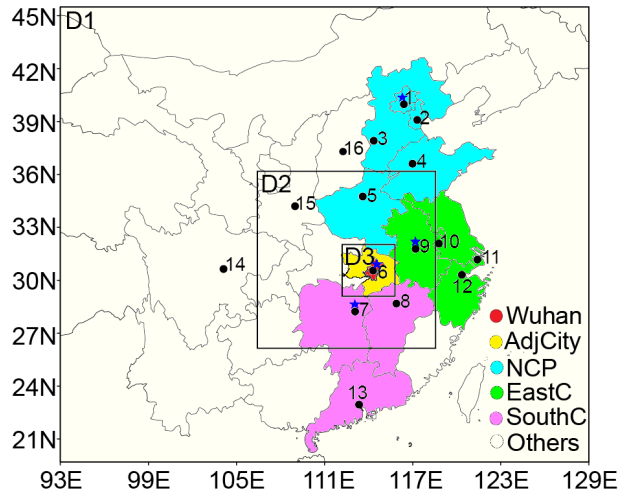 45N
D1
42N
1
39N
2
3
16
4
36N
D2
5
15
33N
10
9
D3
11
14
6
12
30N
8
7
Wuhan
27N
AdjCity
NCP
24N
13
EastC
SouthC
21N
Others
93E 99E 105E 111E 117E 123E 129E